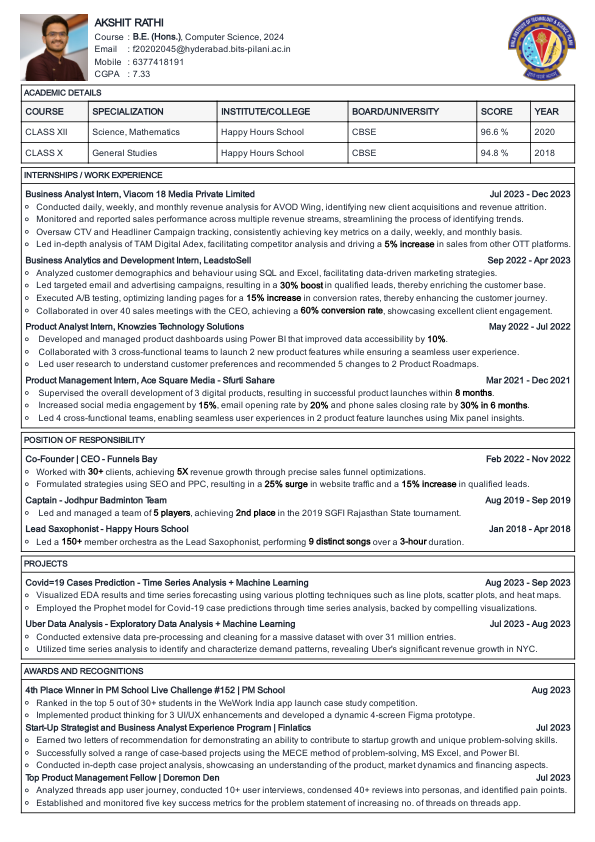 AKSHIT RATHI
Course : B.E. (Hons.), Computer Science, 2024
Email : f20202045@hyderabad.bits-pilani.ac.in
Mobile : 6377418191
CGPA : 7.33
ACADEMIC DETAILS
COURSE SPECIALIZATION INSTITUTE/COLLEGE BOARD/UNIVERSITY SCORE YEAR
CLASS XII Science, Mathematics Happy Hours School CBSE 96.6 % 2020
CLASS X General Studies Happy Hours School CBSE 94.8 % 2018
INTERNSHIPS / WORK EXPERIENCE
Business Analyst Intern, Viacom 18 Media Private Limited Jul 2023 - Dec 2023
Conducted daily, weekly, and monthly revenue analysis for AVOD Wing, identifying new client acquisitions and revenue attrition.
Monitored and reported sales performance across multiple revenue streams, streamlining the process of identifying trends.
Oversaw CTV and Headliner Campaign tracking, consistently achieving key metrics on a daily, weekly, and monthly basis.
Led in-depth analysis of TAM Digital Adex, facilitating competitor analysis and driving a 5% increase in sales from other OTT platforms.
Business Analytics and Development Intern, LeadstoSell Sep 2022 - Apr 2023
Analyzed customer demographics and behaviour using SQL and Excel, facilitating data-driven marketing strategies.
Led targeted email and advertising campaigns, resulting in a 30% boost in qualified leads, thereby enriching the customer base.
Executed A/B testing, optimizing landing pages for a 15% increase in conversion rates, thereby enhancing the customer journey.
Collaborated in over 40 sales meetings with the CEO, achieving a 60% conversion rate, showcasing excellent client engagement.
Product Analyst Intern, Knowzies Technology Solutions May 2022 - Jul 2022
Developed and managed product dashboards using Power BI that improved data accessibility by 10%.
Collaborated with 3 cross-functional teams to launch 2 new product features while ensuring a seamless user experience.
Led user research to understand customer preferences and recommended 5 changes to 2 Product Roadmaps.
Product Management Intern, Ace Square Media - Sfurti Sahare Mar 2021 - Dec 2021
Supervised the overall development of 3 digital products, resulting in successful product launches within 8 months.
Increased social media engagement by 15%, email opening rate by 20% and phone sales closing rate by 30% in 6 months.
Led 4 cross-functional teams, enabling seamless user experiences in 2 product feature launches using Mix panel insights.
POSITION OF RESPONSIBILITY
Co-Founder | CEO - Funnels Bay Feb 2022 - Nov 2022
Worked with 30+ clients, achieving 5X revenue growth through precise sales funnel optimizations.
Formulated strategies using SEO and PPC, resulting in a 25% surge in website traffic and a 15% increase in qualified leads.
Captain - Jodhpur Badminton Team Aug 2019 - Sep 2019
Led and managed a team of 5 players, achieving 2nd place in the 2019 SGFI Rajasthan State tournament.
Lead Saxophonist - Happy Hours School Jan 2018 - Apr 2018
Led a 150+ member orchestra as the Lead Saxophonist, performing 9 distinct songs over a 3-hour duration.
PROJECTS
Covid=19 Cases Prediction - Time Series Analysis + Machine Learning Aug 2023 - Sep 2023
Visualized EDA results and time series forecasting using various plotting techniques such as line plots, scatter plots, and heat maps.
Employed the Prophet model for Covid-19 case predictions through time series analysis, backed by compelling visualizations.
Uber Data Analysis - Exploratory Data Analysis + Machine Learning Jul 2023 - Aug 2023
Conducted extensive data pre-processing and cleaning for a massive dataset with over 31 million entries.
Utilized time series analysis to identify and characterize demand patterns, revealing Uber's significant revenue growth in NYC.
AWARDS AND RECOGNITIONS
4th Place Winner in PM School Live Challenge #152 | PM School Aug 2023
Ranked in the top 5 out of 30+ students in the WeWork India app launch case study competition.
Implemented product thinking for 3 UI/UX enhancements and developed a dynamic 4-screen Figma prototype.
Start-Up Strategist and Business Analyst Experience Program | Finlatics Jul 2023
Earned two letters of recommendation for demonstrating an ability to contribute to startup growth and unique problem-solving skills.
Successfully solved a range of case-based projects using the MECE method of problem-solving, MS Excel, and Power BI.
Conducted in-depth case project analysis, showcasing an understanding of the product, market dynamics and financing aspects.
Top Product Management Fellow | Doremon Den Jul 2023
Analyzed threads app user journey, conducted 10+ user interviews, condensed 40+ reviews into personas, and identified pain points.
Established and monitored five key success metrics for the problem statement of increasing no. of threads on threads app.